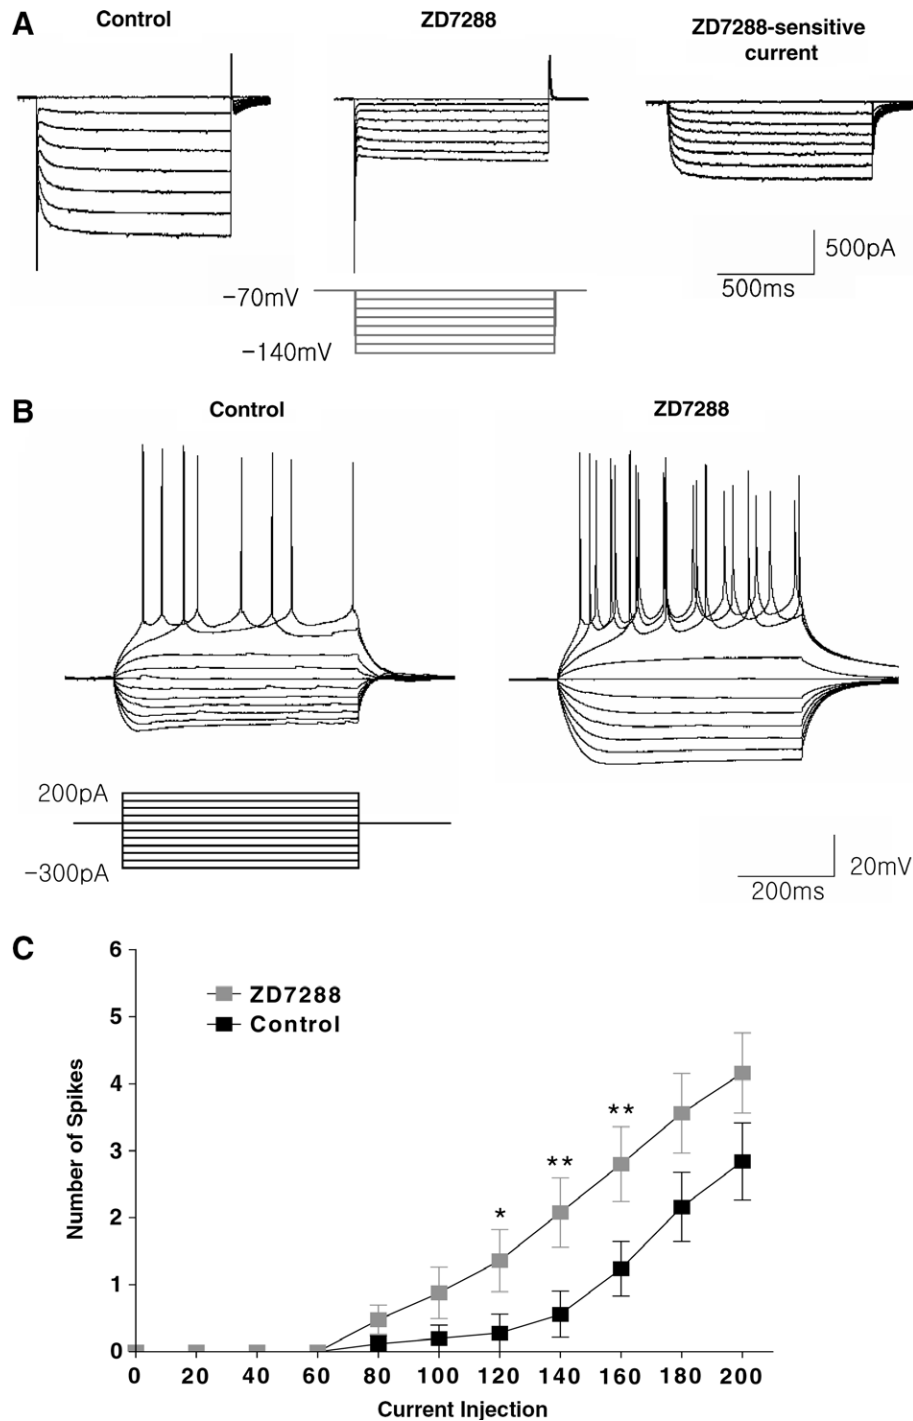 A
Control
ZD7288
ZD7288-sensitive
current
500pA
500ms
−70mV
−140mV
B
Control
ZD7288
200pA
−300pA
20mV
200ms
C
6
5
4
3
2
1
0
Number of Spikes
ZD7288
Control
*
**
**
0 20 40 60 80 100 120 140 160 180 200
Current Injection